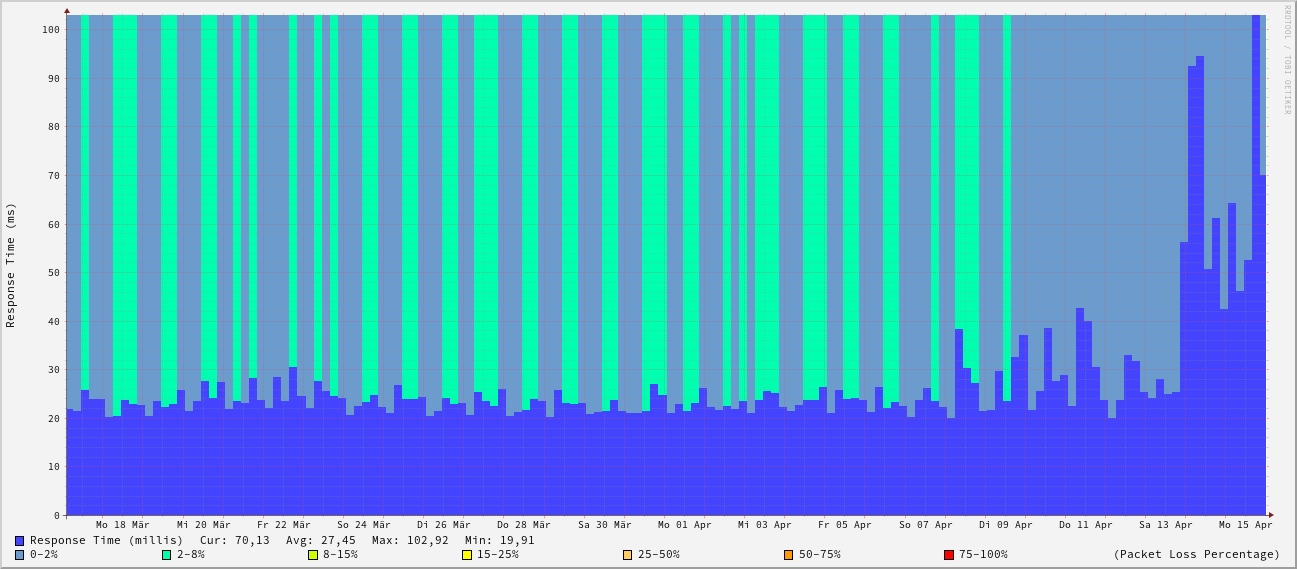 RRDTOOL / TOBI OETIKER
Response Time (ms)
100
90
80
70
60
50
40
30
20
10
0
Mo 18 Mär Mi 20 Mär Fr 22 Mär So 24 Mär Di 26 Mär Do 28 Mär Sa 30 Mär Mo 01 Apr Mi 03 Apr Fr 05 Apr So 07 Apr Di 09 Apr Do 11 Apr Sa 13 Apr Mo 15 Apr
Response Time (millis) Cur: 70,13 Avg: 27,45 Max: 102,92 Min: 19,91
0-2% 2-8% 8-15% 15-25% 25-50% 50-75% 75-100% (Packet Loss Percentage)